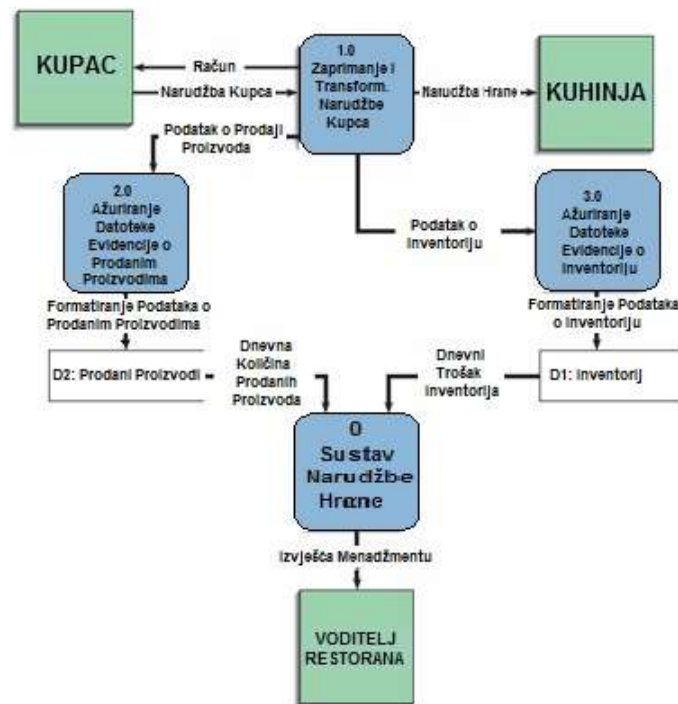 KUPAC
Račun
Narudžba Kupca
1.0
Zaprimanje i
Transform.
Narudžbe
Kupca
Narudžba Hrane
KUHINJA
Podatak o Prodaji
Proizvoda
2.0
Ažuriranje
Datoteke
Evidencije o
Prodanim
Proizvodima
Podatak o
Inventoriju
3.0
Ažuriranje
Datoteke
Evidencije o
Inventoriju
Formatiranje Podataka o
Prodanim Proizvodima
Formatiranje Podataka
o Inventoriju
D2: Prodani Proizvodi
Dnevna
Količina
Prodanih
Proizvoda
Dnevni
Trošak
Inventorija
D1: Inventorij
0
Sustav
Narudžbe
Hrane
Izvješća Menadžmentu
VODITELJ
RESTORANA